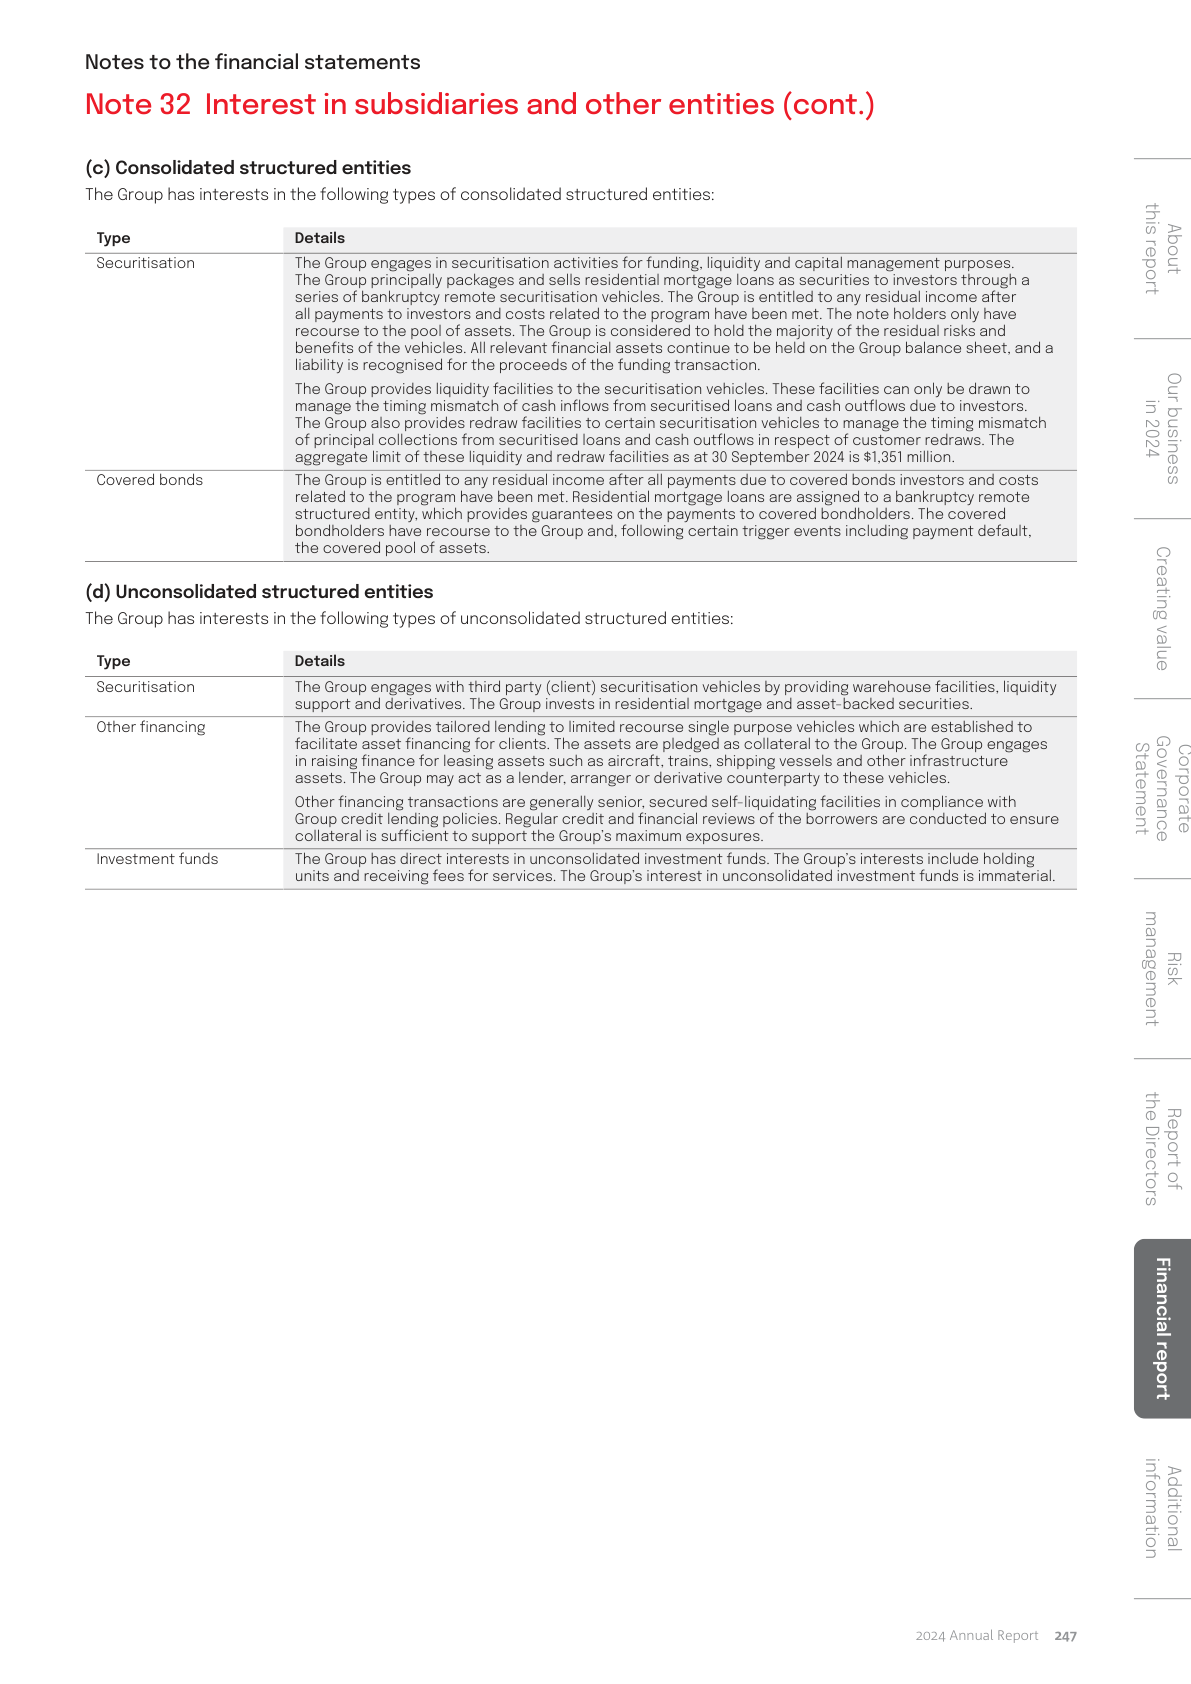 Notes to the financial statements
Note 32 Interest in subsidiaries and other entities (cont.)
(c) Consolidated structured entities
The Group has interests in the following types of consolidated structured entities:
Type
Details
Securitisation
The Group engages in securitisation activities for funding, liquidity and capital management purposes.
The Group principally packages and sells residential mortgage loans as securities to investors through a
series of bankruptcy remote securitisation vehicles. The Group is entitled to any residual income after
all payments to investors and costs related to the program have been met. The note holders only have
recourse to the pool of assets. The Group is considered to hold the majority of the residual risks and
benefits of the vehicles. All relevant financial assets continue to be held on the Group balance sheet, and a
liability is recognised for the proceeds of the funding transaction.
The Group provides liquidity facilities to the securitisation vehicles. These facilities can only be drawn to
manage the timing mismatch of cash inflows from securitised loans and cash outflows due to investors.
The Group also provides redraw facilities to certain securitisation vehicles to manage the timing mismatch
of principal collections from securitised loans and cash outflows in respect of customer redraws. The
aggregate limit of these liquidity and redraw facilities as at 30 September 2024 is $1,351 million.
Covered bonds
The Group is entitled to any residual income after all payments due to covered bonds investors and costs
related to the program have been met. Residential mortgage loans are assigned to a bankruptcy remote
structured entity, which provides guarantees on the payments to covered bondholders. The covered
bondholders have recourse to the Group and, following certain trigger events including payment default,
the covered pool of assets.
(d) Unconsolidated structured entities
The Group has interests in the following types of unconsolidated structured entities:
Type
Details
Securitisation
The Group engages with third party (client) securitisation vehicles by providing warehouse facilities, liquidity
support and derivatives. The Group invests in residential mortgage and asset-backed securities.
Other financing
The Group provides tailored lending to limited recourse single purpose vehicles which are established to
facilitate asset financing for clients. The assets are pledged as collateral to the Group. The Group engages
in raising finance for leasing assets such as aircraft, trains, shipping vessels and other infrastructure
assets. The Group may act as a lender, arranger or derivative counterparty to these vehicles.
Other financing transactions are generally senior, secured self-liquidating facilities in compliance with
Group credit lending policies. Regular credit and financial reviews of the borrowers are conducted to ensure
collateral is sufficient to support the Group's maximum exposures.
Investment funds
The Group has direct interests in unconsolidated investment funds. The Group's interests include holding
units and receiving fees for services. The Group's interest in unconsolidated investment funds is immaterial.
About
this report
Our business
in 2024
Creating value
Corporate
Governance
Statement
Risk
management
Report of
the Directors
Financial report
Additional
information
2024 Annual Report 247